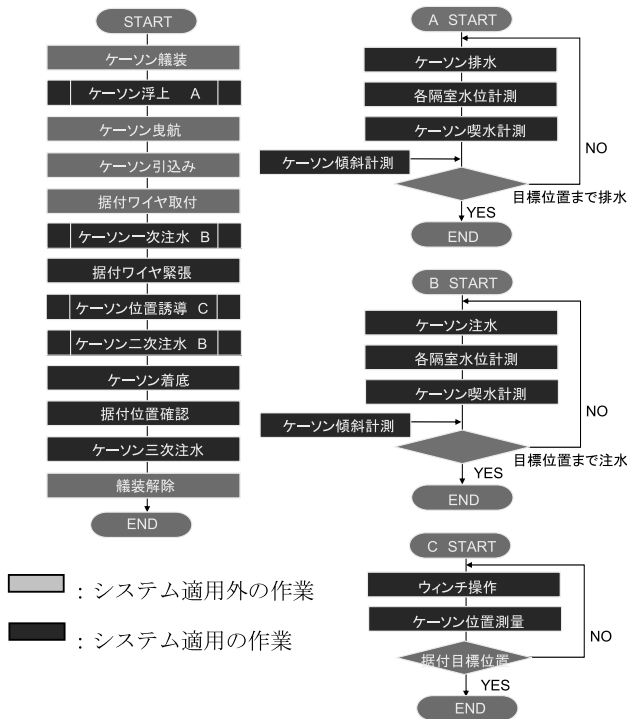 START
ケーソン艤装
ケーソン浮上 A
ケーソン曳航
ケーソン引込み
据付ワイヤ取付
ケーソン一次注水 B
据付ワイヤ緊張
ケーソン位置誘導 C
ケーソン二次注水 B
ケーソン着底
据付位置確認
ケーソン三次注水
艤装解除
END
：システム適用外の作業
：システム適用の作業
A START
ケーソン排水
各隔室水位計測
ケーソン喫水計測
ケーソン傾斜計測
NO
目標位置まで排水
YES
END
B START
ケーソン注水
各隔室水位計測
ケーソン喫水計測
ケーソン傾斜計測
NO
目標位置まで注水
YES
END
C START
ウィンチ操作
ケーソン位置測量
NO
据付目標位置
YES
END